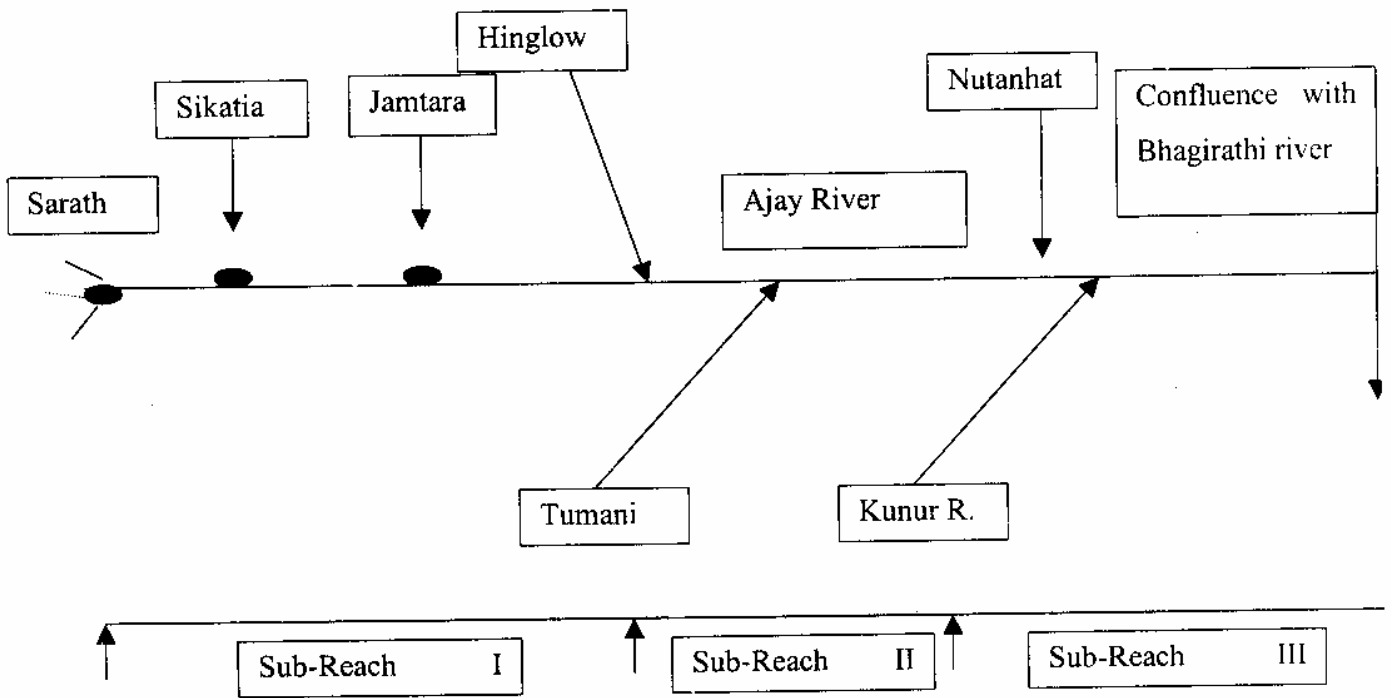 Hinglow
Sikatia
Jamtara
Nutanhat
Confluence with
Bhagirathi river
Sarath
Ajay River
Tumani
Kunur R.
Sub-Reach I
Sub-Reach II
Sub-Reach III